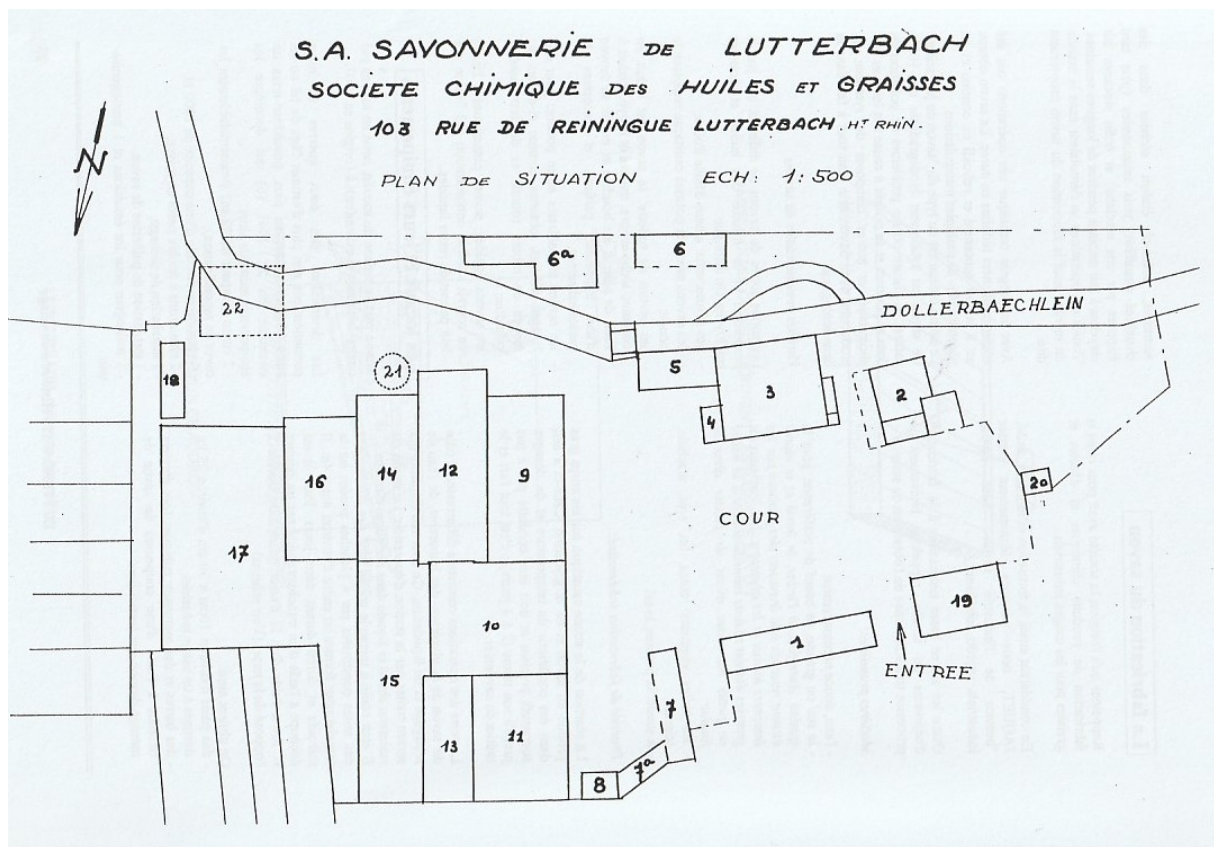 S.A. SAVONNERIE DE LUTTERBACH
SOCIETE CHIMIQUE DES HUILES ET GRAISSES
103 RUE DE REININGUE LUTTERBACH. HT RHIN.
PLAN DE SITUATION ECH: 1:500
N
6a
6
22
DOLLERBAECHLEIN
18
21
5
3
2
4
16
14
12
9
20
17
COUR
19
10
1
ENTREE
15
7
13
11
7a
8